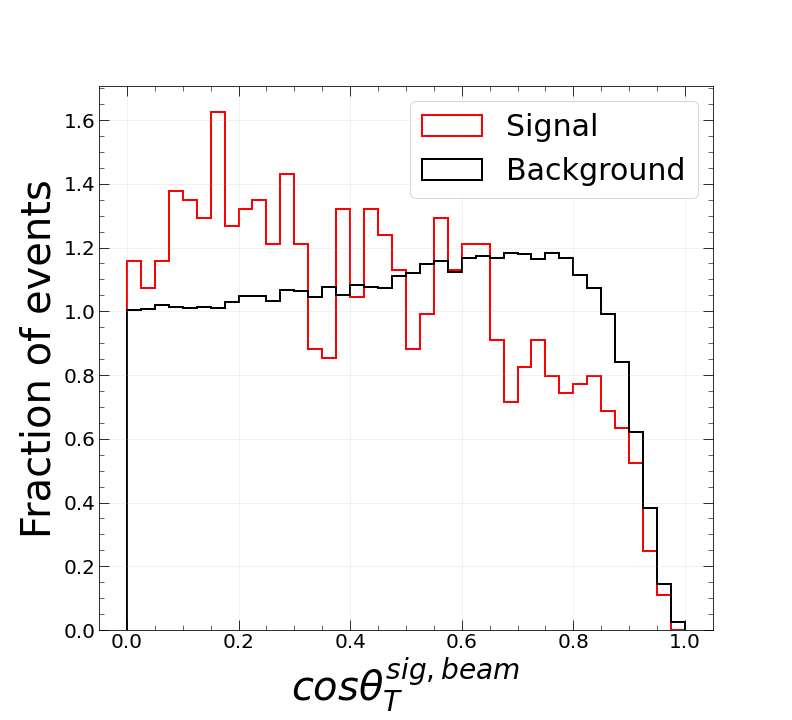 Signal
Background
Fraction of events
1.6
1.4
1.2
1.0
0.8
0.6
0.4
0.2
0.0
0.0 0.2 0.4 0.6 0.8 1.0
cosθ_T^{sig, beam}